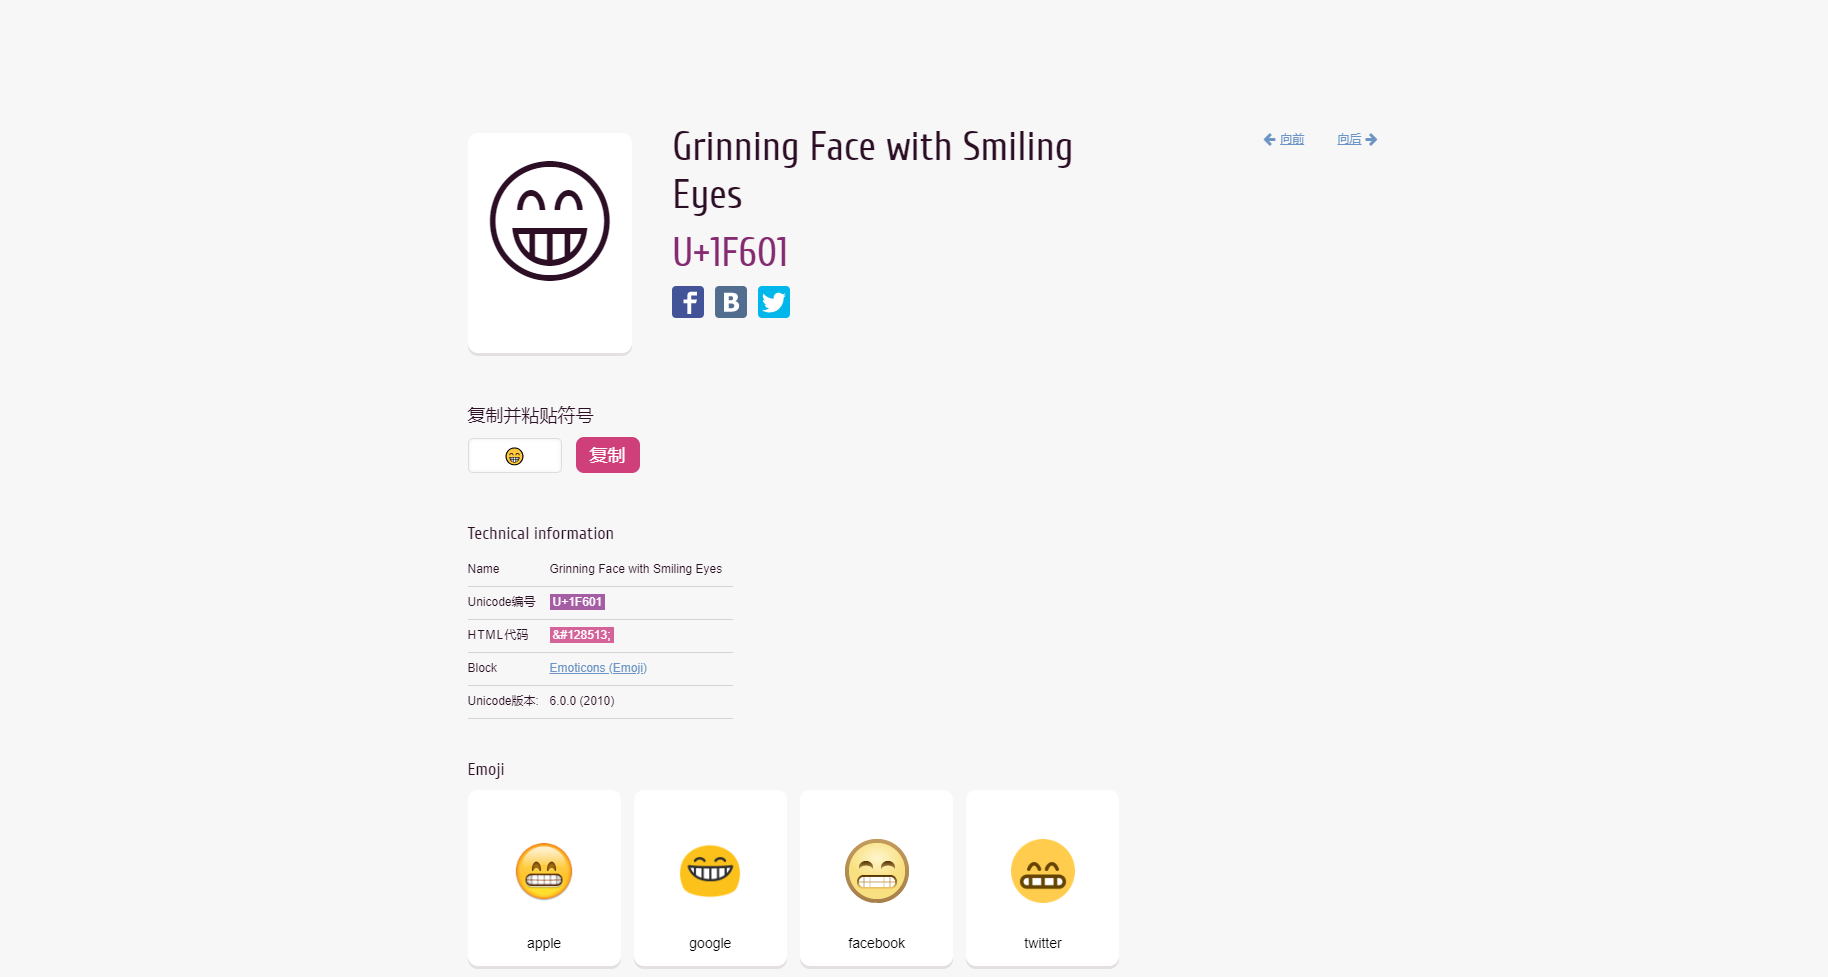 Grinning Face with Smiling
Eyes
向前 向后
U+1F601
复制并粘贴符号
😁 复制
Technical information
Name Grinning Face with Smiling Eyes
Unicode编号 U+1F601
HTML代码 &#128513;
Block Emoticons (Emoji)
Unicode版本: 6.0.0 (2010)
Emoji
apple google facebook twitter